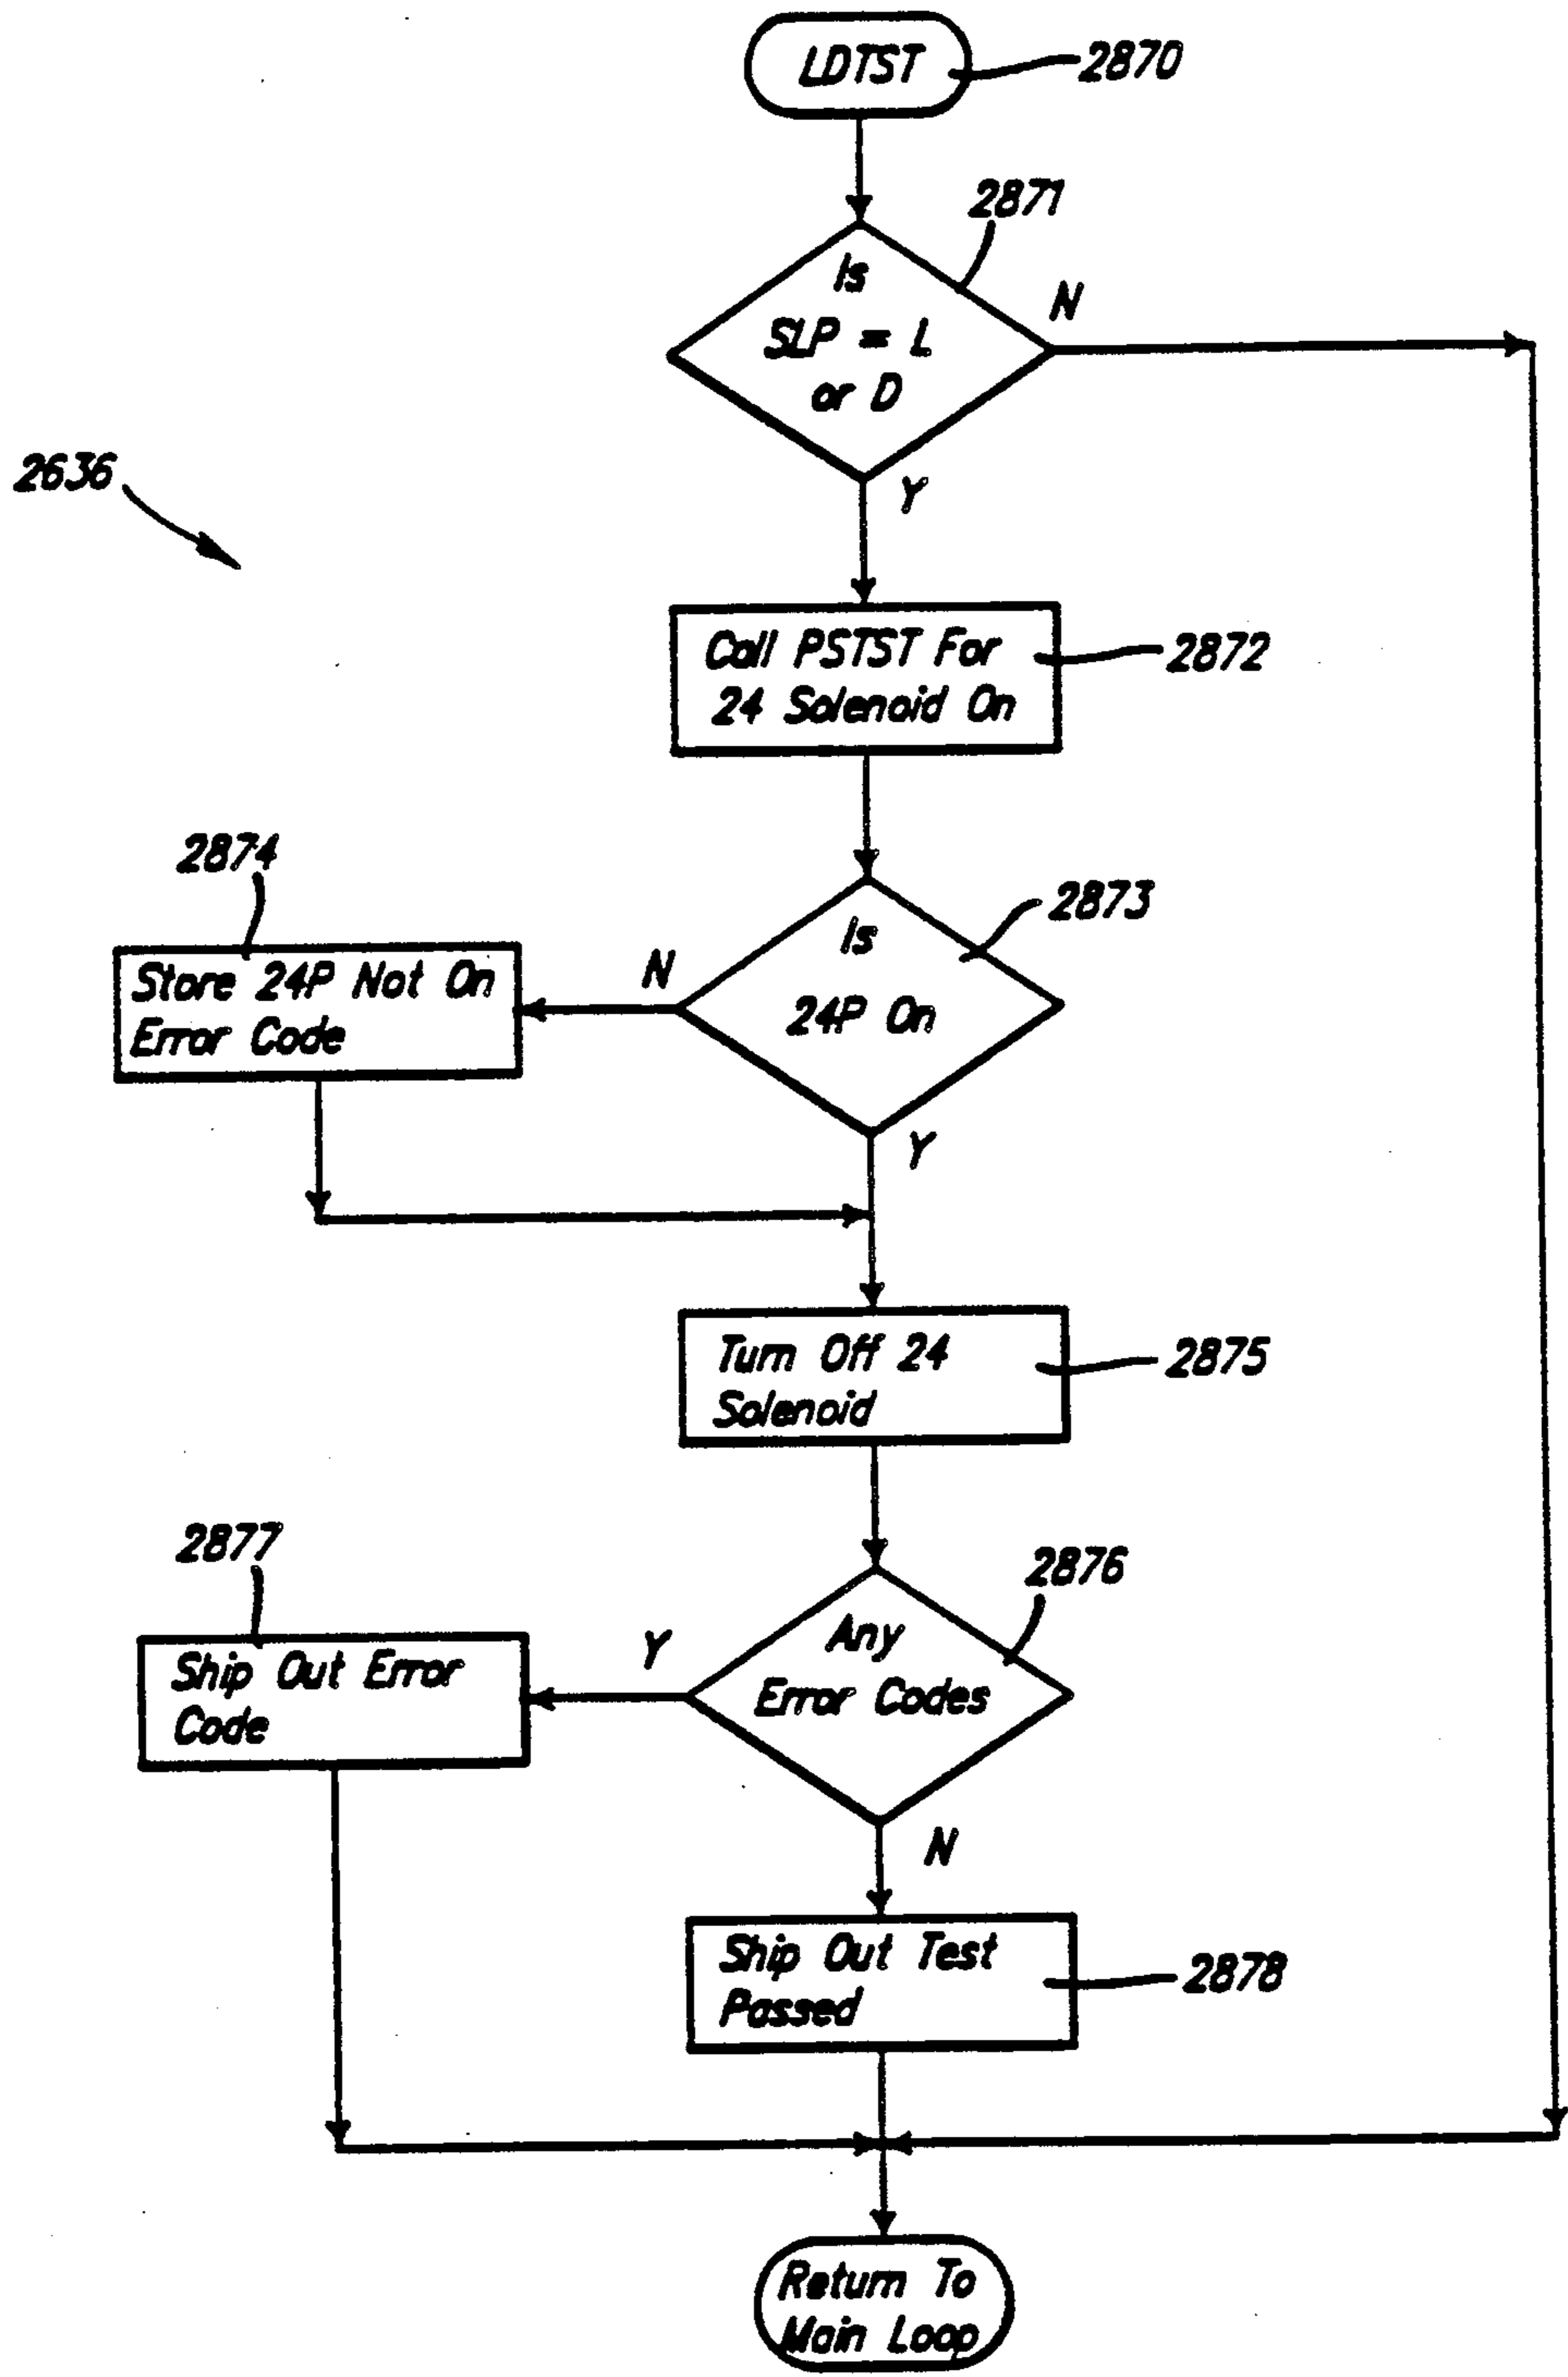 LDTST
2870
2871
Is
SLP = L
or D
N
Y
2636
Call PSTST For
24 Solenoid On
2872
2874
2873
Store 24P Not On
Error Code
N
Is
24P On
Y
Turn Off 24
Solenoid
2875
2877
2876
Ship Out Error
Code
Y
Any
Error Codes
N
Ship Out Test
Passed
2878
Return To
Main Loop